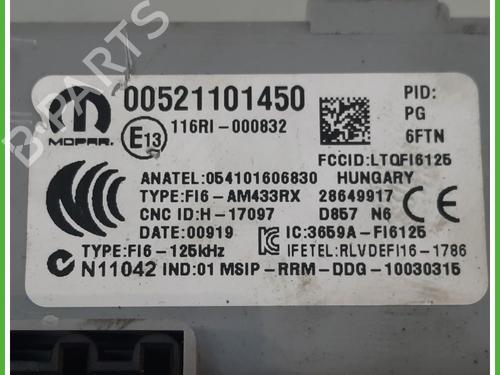 00521101450
PID:
PG
6FTN
MOPAR.
E13
116RI-000832
FCCID:LTQFI6125
ANATEL:054101606830 HUNGARY
TYPE:FI6-AM433RX 28649917
CNC ID:H-17097 D857 N6
DATE:00919 IC:3659A-FI6125
TYPE:FI6-125kHz IFETEL:RLVDEFI16-1786
N11042 IND:01 MSIP-RRM-DDG-10030315